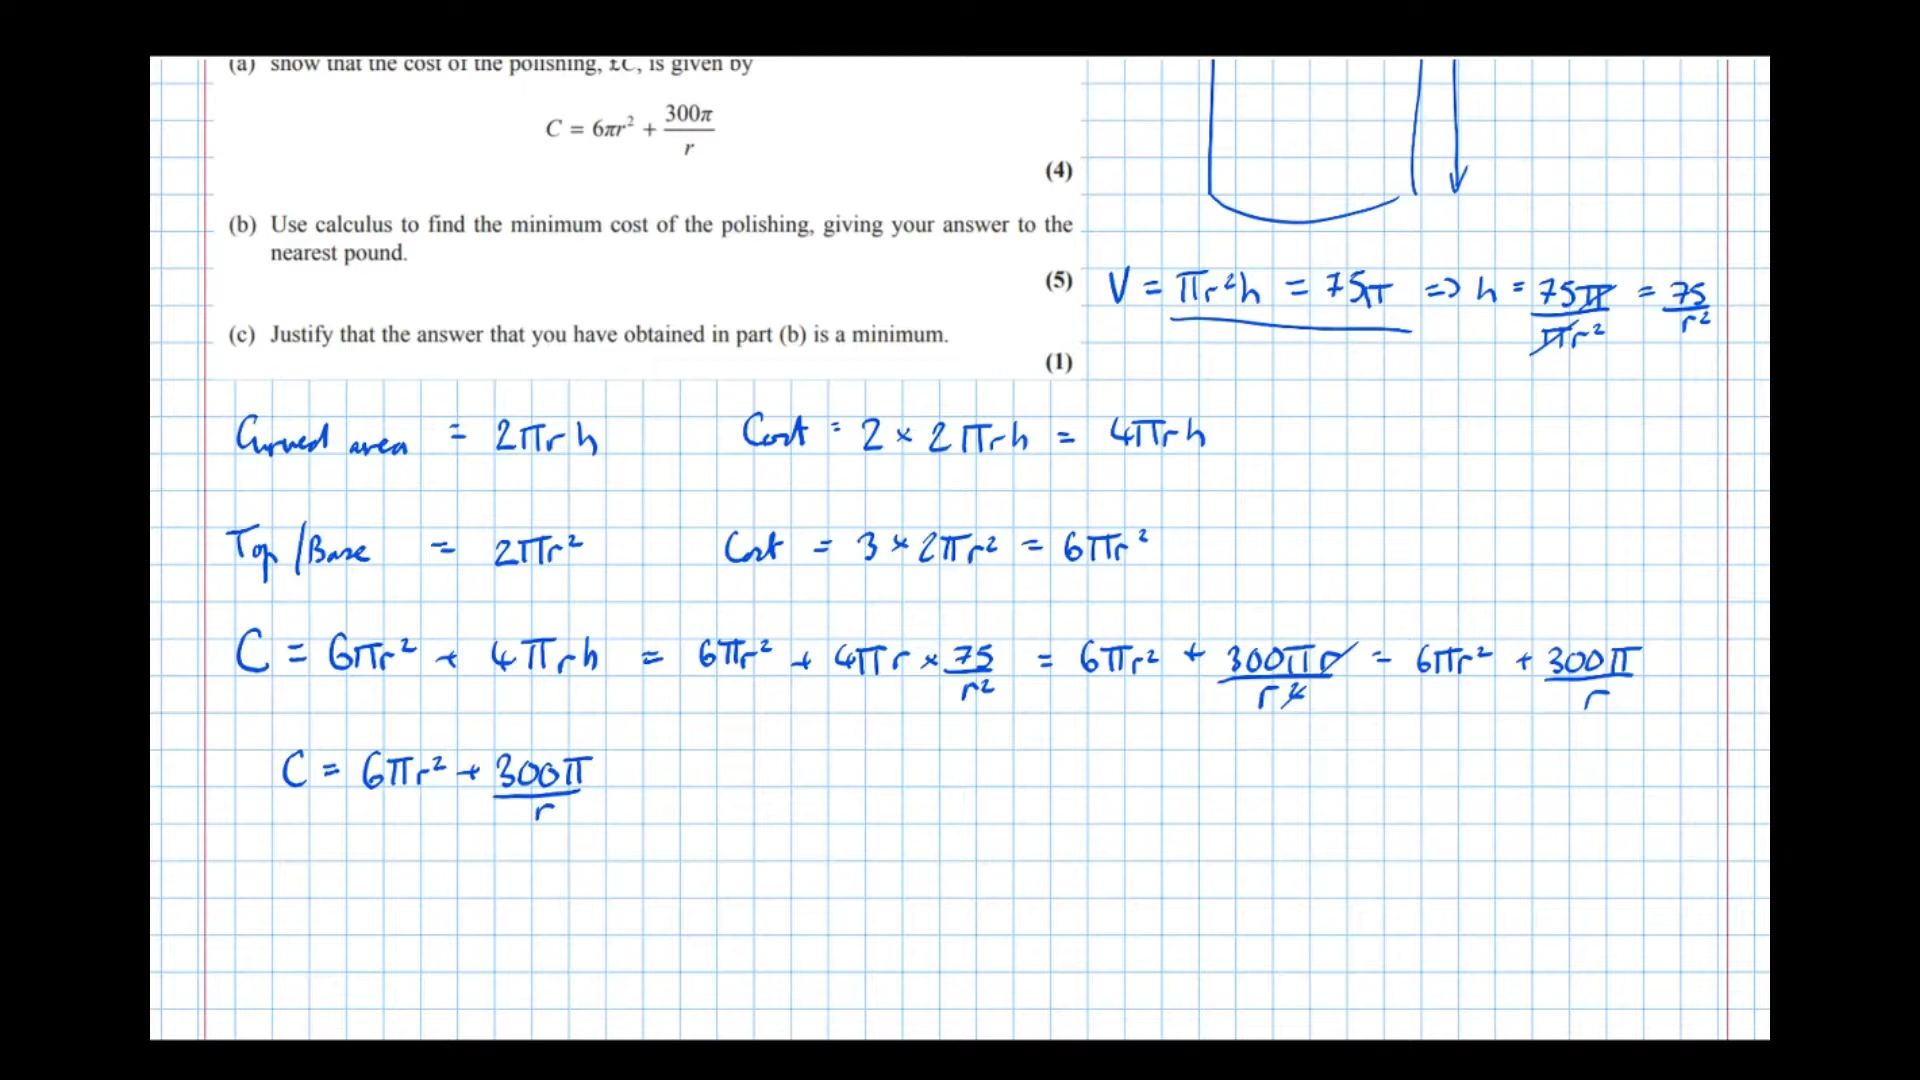 (a) show that the cost of the polishing, £C, is given by
C = 6πr² + 300π/r
(4)
(b) Use calculus to find the minimum cost of the polishing, giving your answer to the
nearest pound.
(5)
(c) Justify that the answer that you have obtained in part (b) is a minimum.
(1)
V = πr²h = 75π => h = 75π/πr² = 75/r²
Curved area = 2πrh Cost = 2 × 2πrh = 4πrh
Top/Base = 2πr² Cost = 3 × 2πr² = 6πr²
C = 6πr² + 4πrh = 6πr² + 4πr × 75/r² = 6πr² + 300πr/r² = 6πr² + 300π/r
C = 6πr² + 300π/r